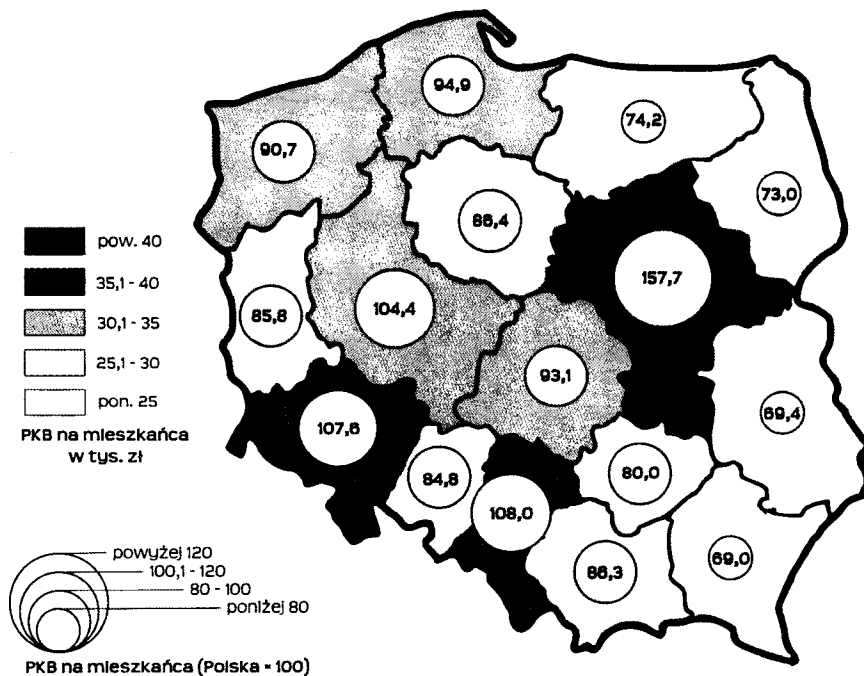 94,9
74,2
90,7
73,0
86,4
157,7
85,8
104,4
93,1
107,6
69,4
84,8
80,0
108,0
86,3
69,0
pow. 40
35,1 - 40
30,1 - 35
25,1 - 30
pon. 25
PKB na mieszkańca
w tys. zł
powyżej 120
100,1 - 120
80 - 100
poniżej 80
PKB na mieszkańca (Polska = 100)